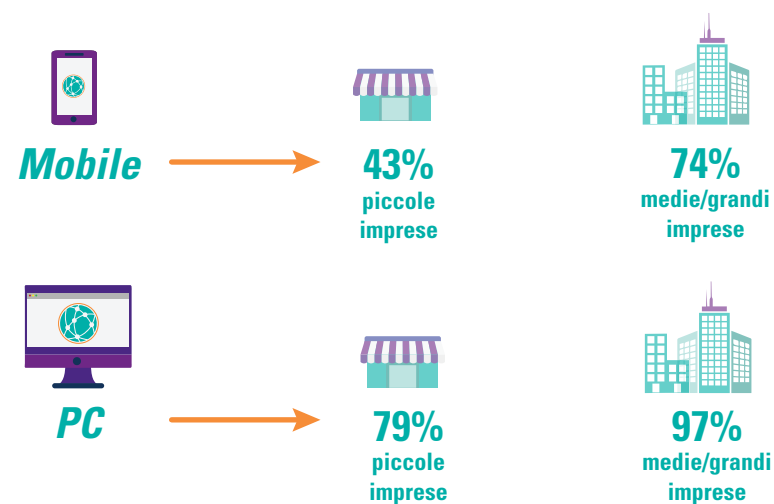 Mobile
43%
piccole
imprese
74%
medie/grandi
imprese
PC
79%
piccole
imprese
97%
medie/grandi
imprese